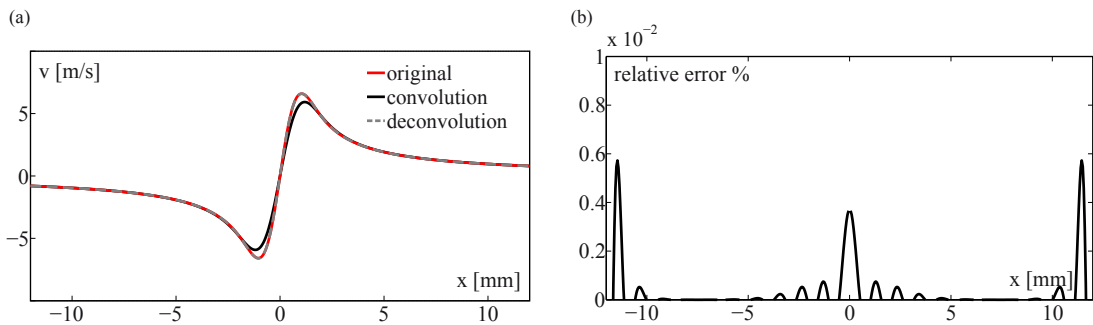 (a)
v [m/s]
original
convolution
deconvolution
5
0
−5
x [mm]
−10
−5
0
5
10
(b)
x 10⁻²
relative error %
1
0.8
0.6
0.4
0.2
0
x [mm]
−10
−5
0
5
10